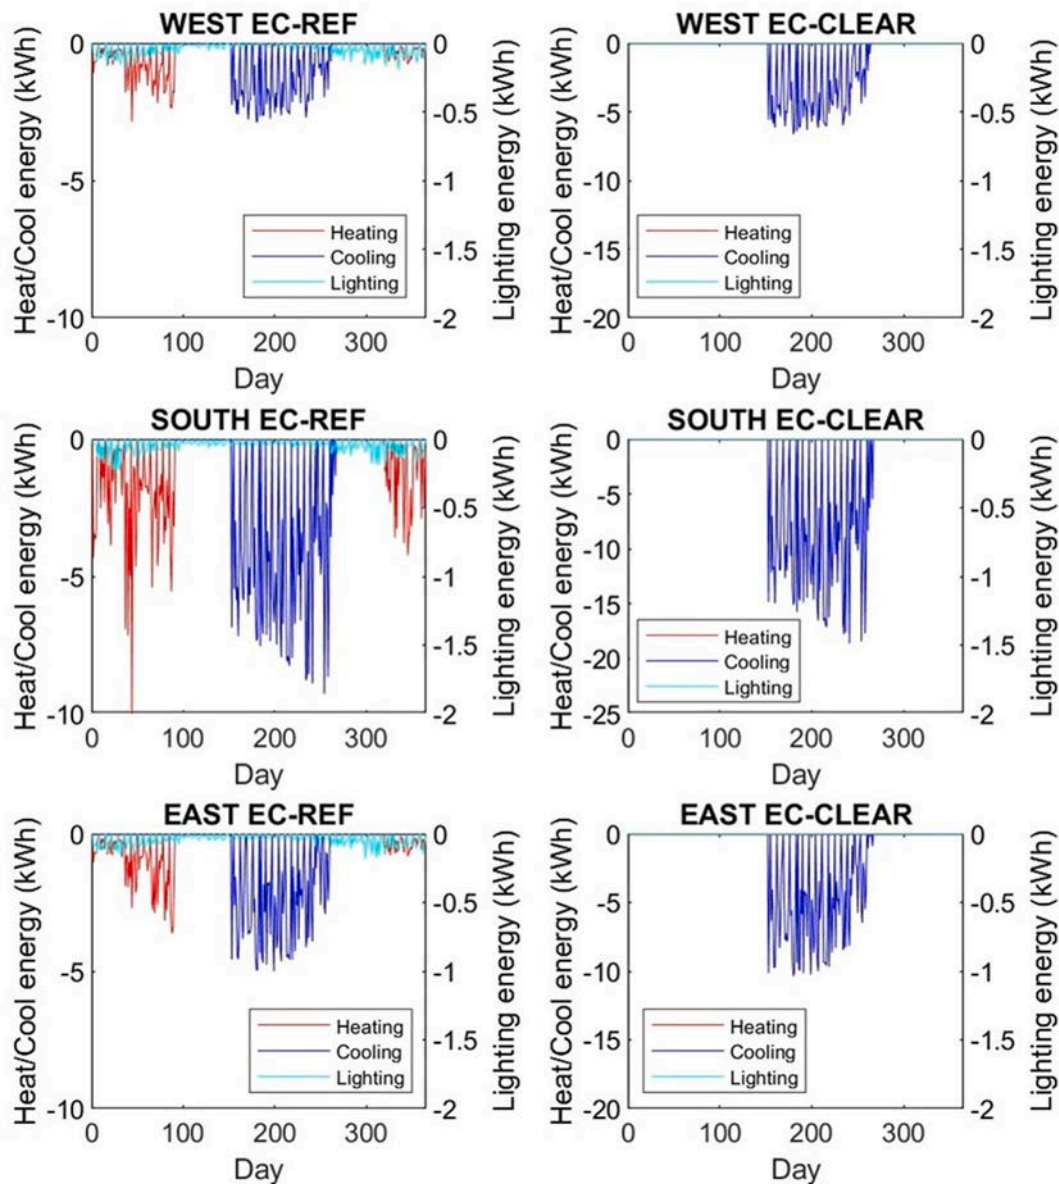 WEST EC-REF
Heat/Cool energy (kWh)
0
-5
-10
0
-0.5
-1
-1.5
-2
Lighting energy (kWh)
Heating
Cooling
Lighting
0 100 200 300
Day
WEST EC-CLEAR
Heat/Cool energy (kWh)
0
-5
-10
-15
-20
0
-0.5
-1
-1.5
-2
Lighting energy (kWh)
Heating
Cooling
Lighting
0 100 200 300
Day
SOUTH EC-REF
Heat/Cool energy (kWh)
0
-5
-10
0
-0.5
-1
-1.5
-2
Lighting energy (kWh)
0 100 200 300
Day
SOUTH EC-CLEAR
Heat/Cool energy (kWh)
0
-5
-10
-15
-20
-25
0
-0.5
-1
-1.5
-2
Lighting energy (kWh)
Heating
Cooling
Lighting
0 100 200 300
Day
EAST EC-REF
Heat/Cool energy (kWh)
0
-5
-10
0
-0.5
-1
-1.5
-2
Lighting energy (kWh)
Heating
Cooling
Lighting
0 100 200 300
Day
EAST EC-CLEAR
Heat/Cool energy (kWh)
0
-5
-10
-15
-20
0
-0.5
-1
-1.5
-2
Lighting energy (kWh)
Heating
Cooling
Lighting
0 100 200 300
Day